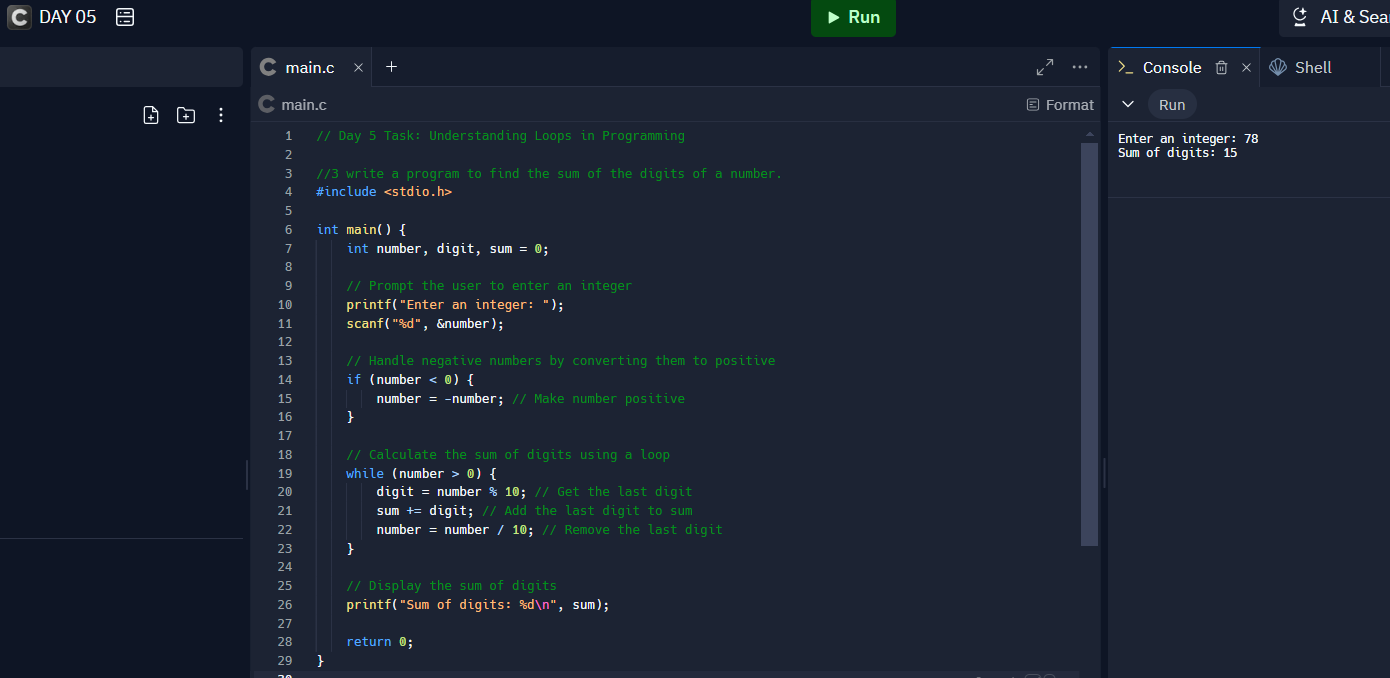 DAY 05
Run
AI & Sear
main.c
Console
Shell
main.c
Format
Run
1 // Day 5 Task: Understanding Loops in Programming
2
3 //3 write a program to find the sum of the digits of a number.
4 #include <stdio.h>
5
6 int main() {
7     int number, digit, sum = 0;
8
9     // Prompt the user to enter an integer
10     printf("Enter an integer: ");
11     scanf("%d", &number);
12
13     // Handle negative numbers by converting them to positive
14     if (number < 0) {
15         number = -number; // Make number positive
16     }
17
18     // Calculate the sum of digits using a loop
19     while (number > 0) {
20         digit = number % 10; // Get the last digit
21         sum += digit; // Add the last digit to sum
22         number = number / 10; // Remove the last digit
23     }
24
25     // Display the sum of digits
26     printf("Sum of digits: %d\n", sum);
27
28     return 0;
29 }
30
Enter an integer: 78
Sum of digits: 15